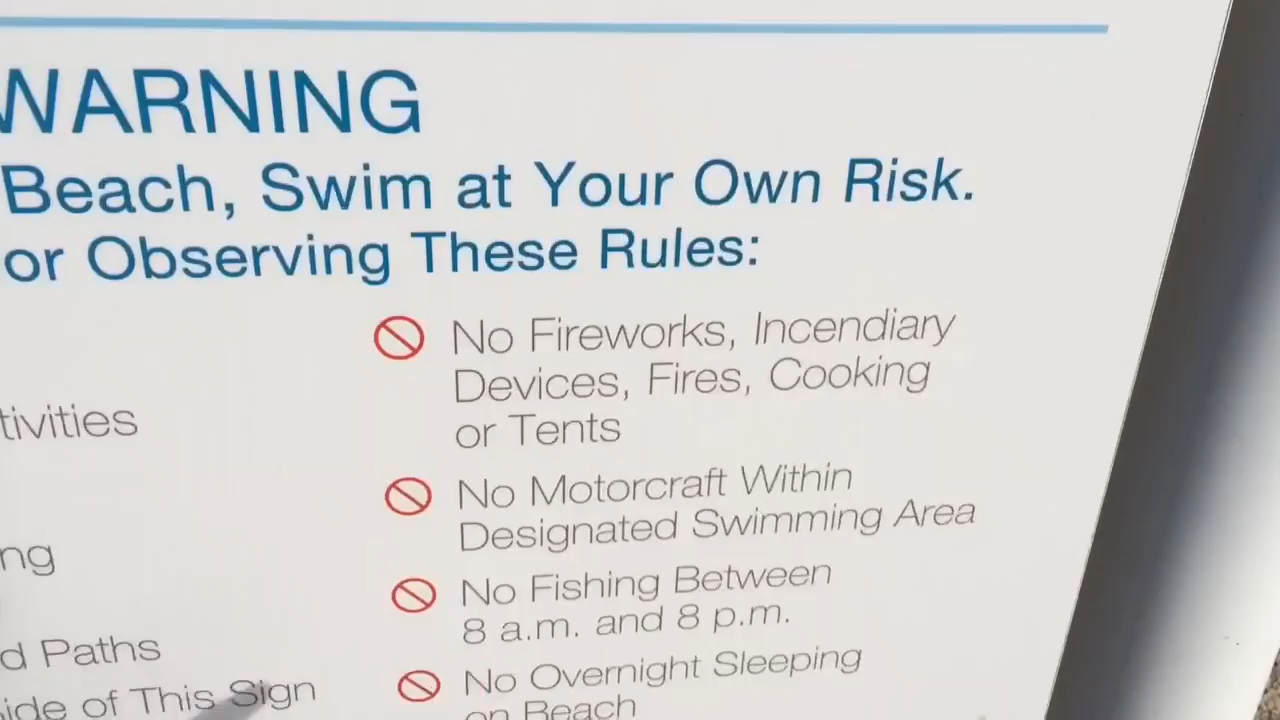 WARNING
Beach, Swim at Your Own Risk.
or Observing These Rules:
tivities
ng
d Paths
ide of This Sign
No Fireworks, Incendiary
Devices, Fires, Cooking
or Tents
No Motorcraft Within
Designated Swimming Area
No Fishing Between
8 a.m. and 8 p.m.
No Overnight Sleeping
on Beach